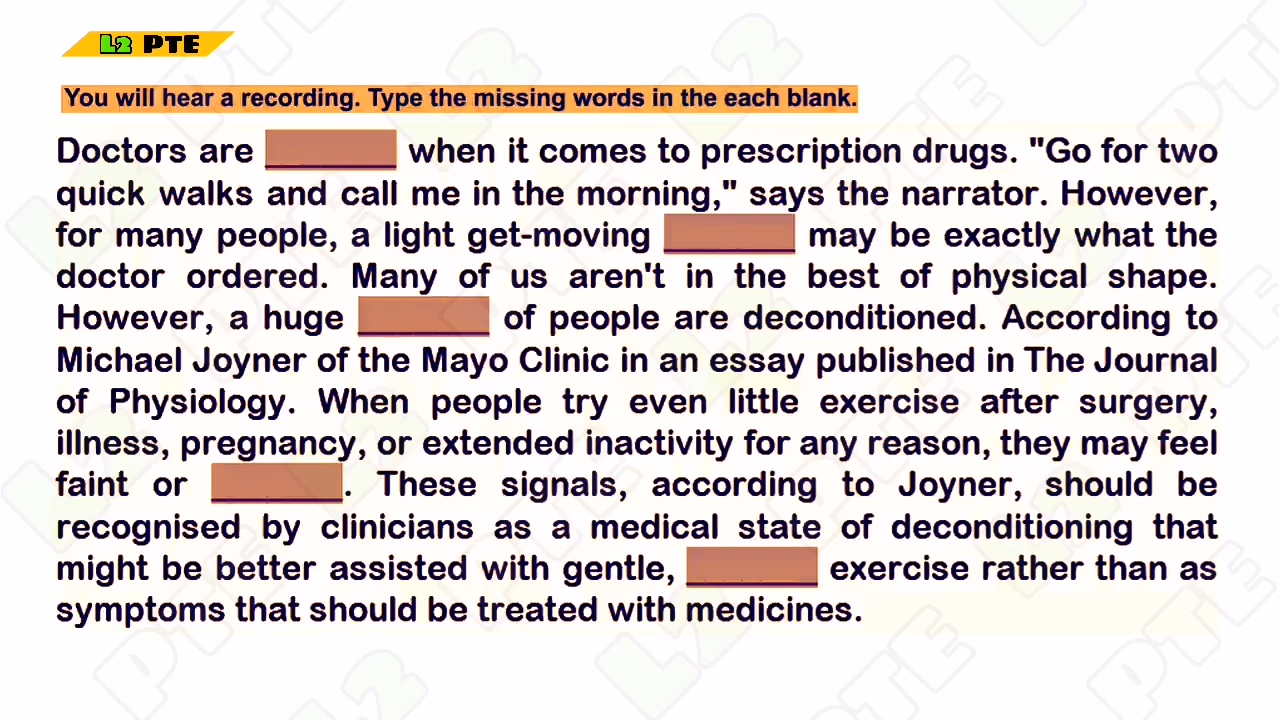 L2 PTE
You will hear a recording. Type the missing words in the each blank.
Doctors are when it comes to prescription drugs. "Go for two
quick walks and call me in the morning," says the narrator. However,
for many people, a light get-moving may be exactly what the
doctor ordered. Many of us aren't in the best of physical shape.
However, a huge of people are deconditioned. According to
Michael Joyner of the Mayo Clinic in an essay published in The Journal
of Physiology. When people try even little exercise after surgery,
illness, pregnancy, or extended inactivity for any reason, they may feel
faint or . These signals, according to Joyner, should be
recognised by clinicians as a medical state of deconditioning that
might be better assisted with gentle, exercise rather than as
symptoms that should be treated with medicines.